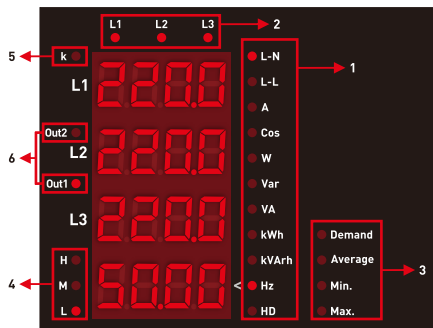 L1 L2 L3
2
5
k
L1
220.0
L-N
1
L-L
A
Out2
6
L2
220.0
Cos
W
Out1
Var
L3
220.0
VA
kWh
Demand
H
kVArh
Average
3
4
M
50.00
<
Hz
Min.
L
HD
Max.